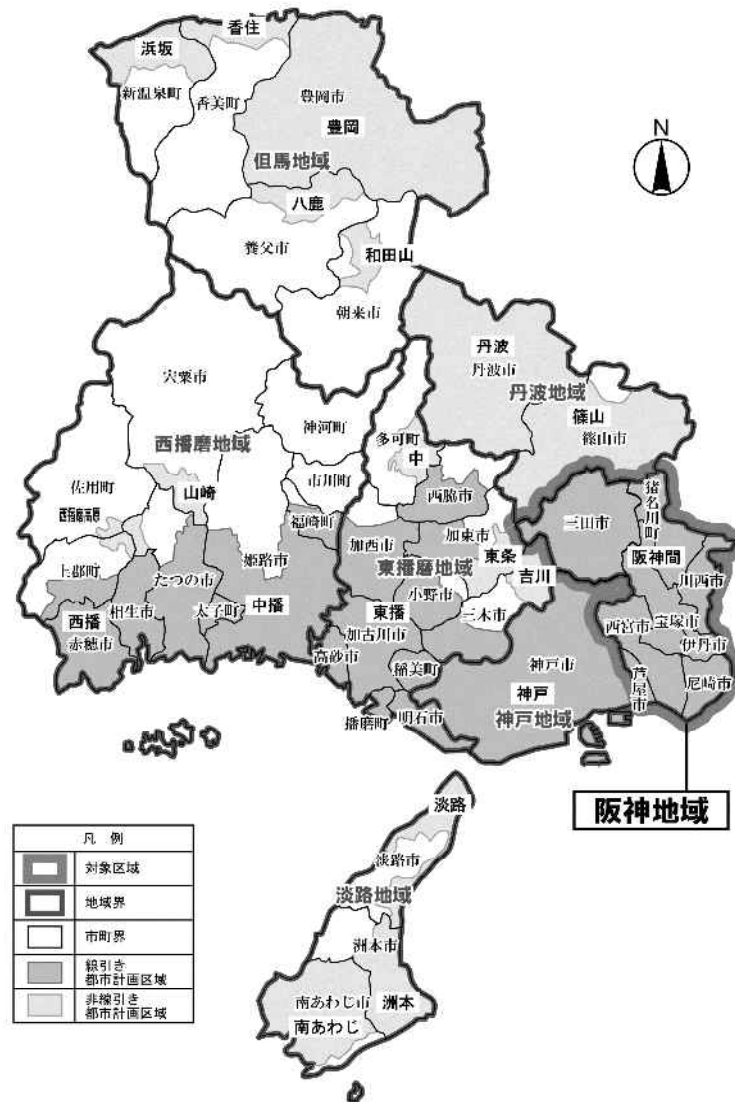 香住
浜坂
新温泉町
香美町
豊岡市
豊岡
但馬地域
八鹿
養父市
和田山
朝来市
N
丹波
丹波市
丹波地域
篠山
篠山市
宍粟市
西播磨地域
神河町
多可町
中
市川町
山崎
佐用町
西播磨高原
福崎町
西脇市
加西市
加東市
東条
吉川
東播磨地域
上郡町
姫路市
たつの市
相生市
太子町
中播
西播
赤穂市
小野市
三木市
東播
加古川市
高砂市
稲美町
播磨町
明石市
神戸市
神戸
神戸地域
三田市
猪名川町
阪神間
川西市
宝塚市
西宮市
伊丹市
芦屋市
尼崎市
阪神地域
淡路
淡路市
淡路地域
洲本市
南あわじ市
洲本
南あわじ
凡 例
対象区域
地域界
市町界
線引き
都市計画区域
非線引き
都市計画区域